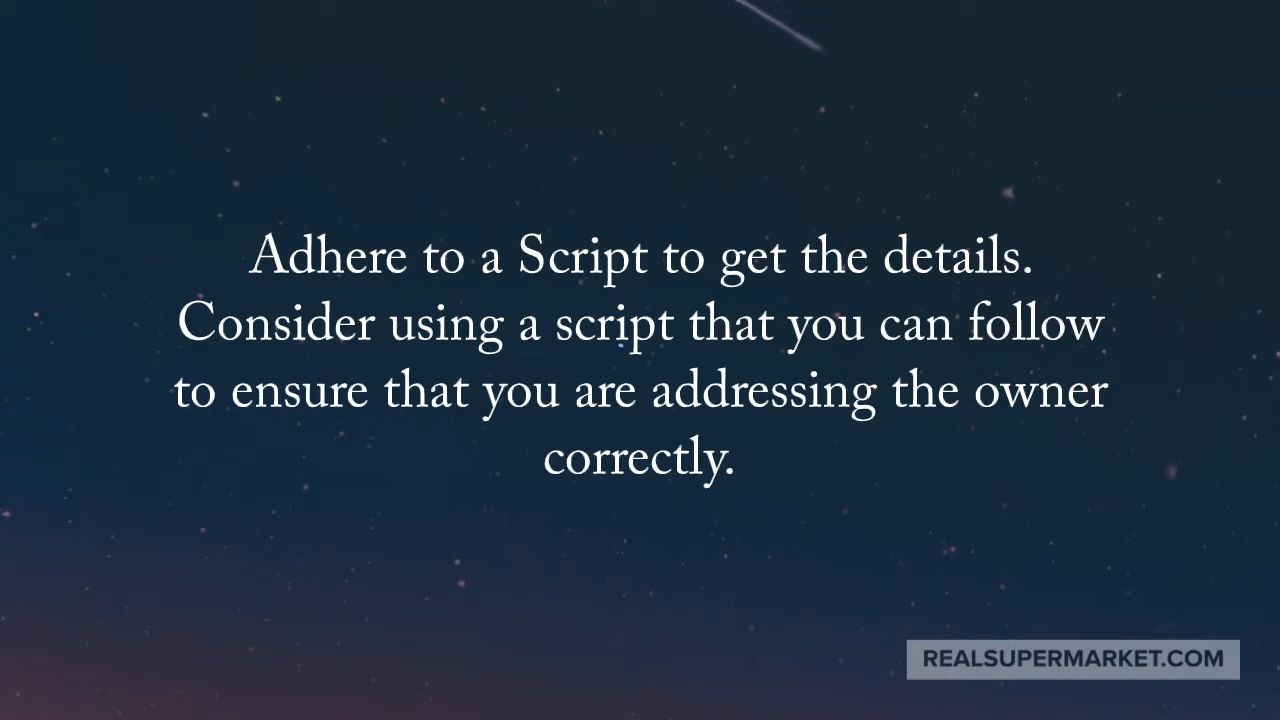 Adhere to a Script to get the details.
Consider using a script that you can follow
to ensure that you are addressing the owner
correctly.
REALSUPERMARKET.COM